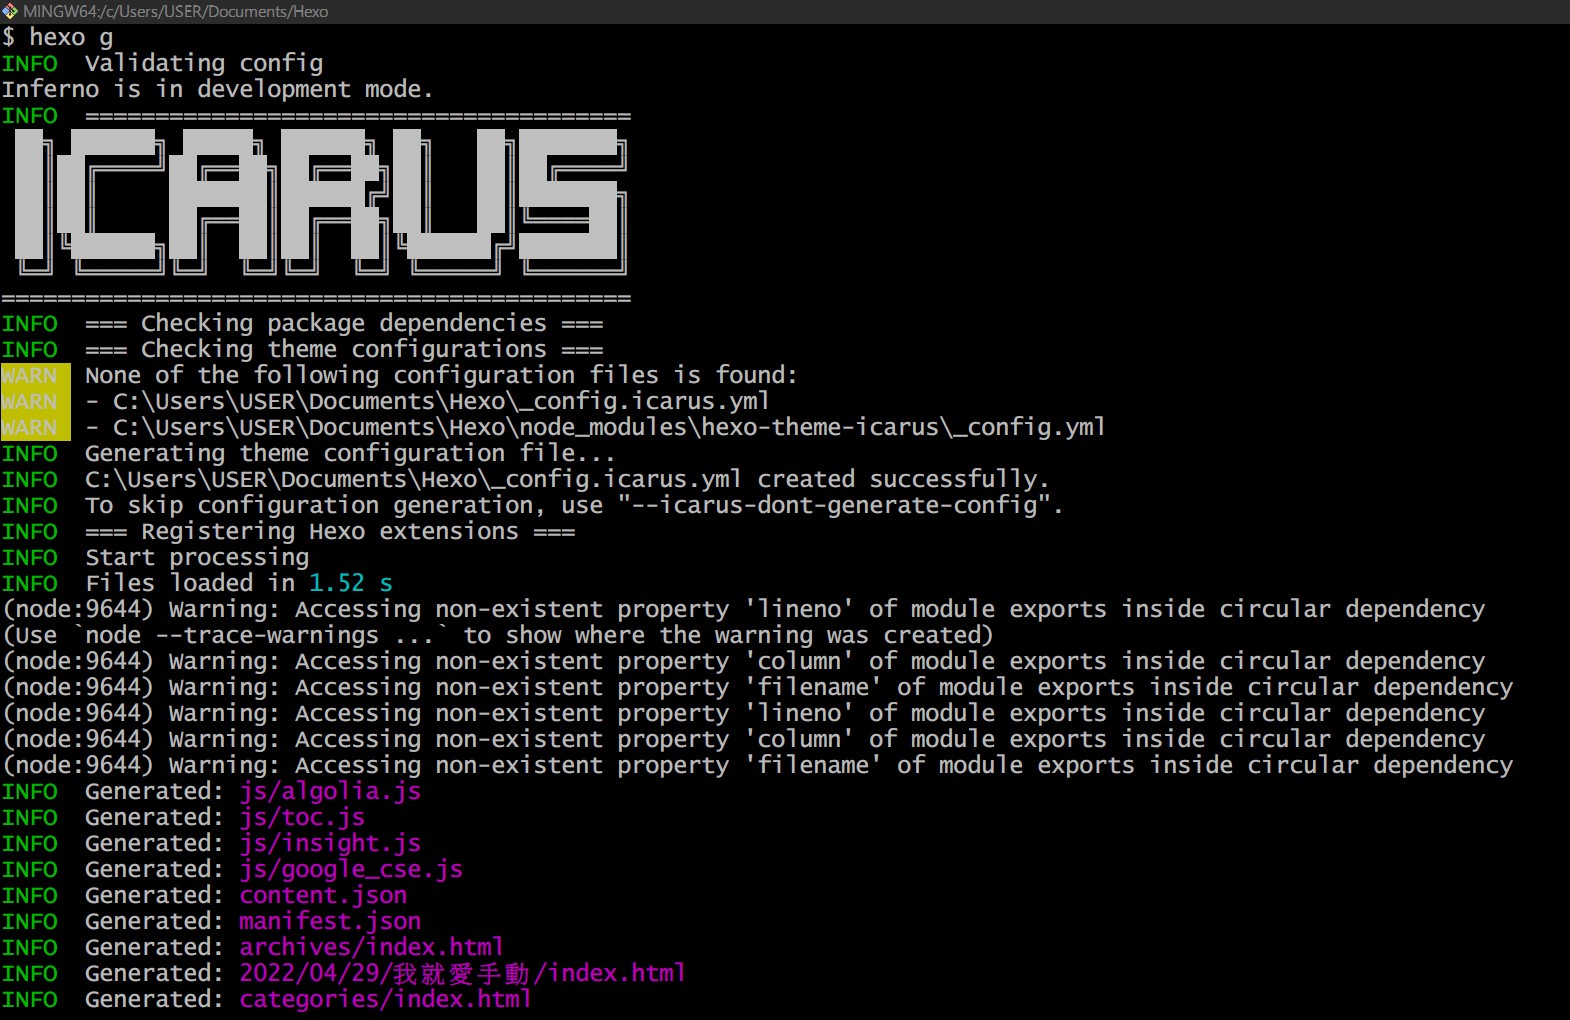 MINGW64:/c/Users/USER/Documents/Hexo
$ hexo g
INFO  Validating config
Inferno is in development mode.
INFO  =======================================
ICARUS
=============================================
INFO  === Checking package dependencies ===
INFO  === Checking theme configurations ===
WARN  None of the following configuration files is found:
WARN  - C:\Users\USER\Documents\Hexo\_config.icarus.yml
WARN  - C:\Users\USER\Documents\Hexo\node_modules\hexo-theme-icarus\_config.yml
INFO  Generating theme configuration file...
INFO  C:\Users\USER\Documents\Hexo\_config.icarus.yml created successfully.
INFO  To skip configuration generation, use "--icarus-dont-generate-config".
INFO  === Registering Hexo extensions ===
INFO  Start processing
INFO  Files loaded in 1.52 s
(node:9644) Warning: Accessing non-existent property 'lineno' of module exports inside circular dependency
(Use `node --trace-warnings ...` to show where the warning was created)
(node:9644) Warning: Accessing non-existent property 'column' of module exports inside circular dependency
(node:9644) Warning: Accessing non-existent property 'filename' of module exports inside circular dependency
(node:9644) Warning: Accessing non-existent property 'lineno' of module exports inside circular dependency
(node:9644) Warning: Accessing non-existent property 'column' of module exports inside circular dependency
(node:9644) Warning: Accessing non-existent property 'filename' of module exports inside circular dependency
INFO  Generated: js/algolia.js
INFO  Generated: js/toc.js
INFO  Generated: js/insight.js
INFO  Generated: js/google_cse.js
INFO  Generated: content.json
INFO  Generated: manifest.json
INFO  Generated: archives/index.html
INFO  Generated: 2022/04/29/我就愛手動/index.html
INFO  Generated: categories/index.html